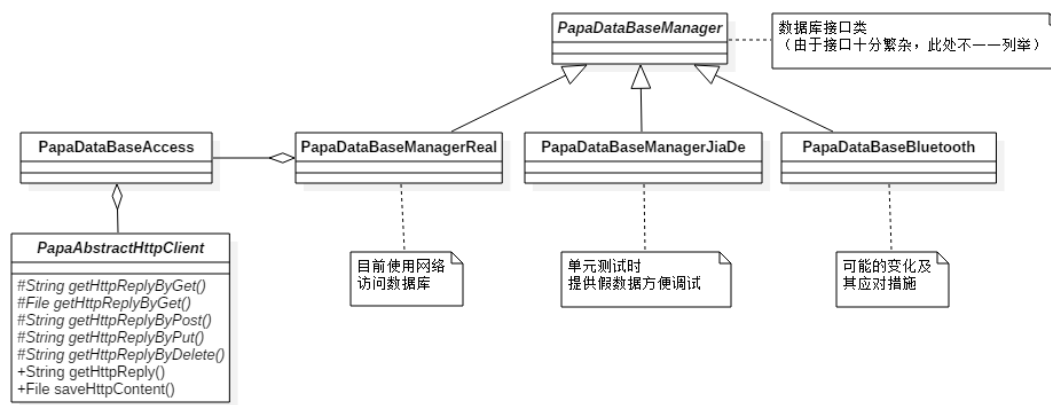 PapaDataBaseManager
数据库接口类
（由于接口十分繁杂，此处不一一列举）
PapaDataBaseAccess
PapaDataBaseManagerReal
PapaDataBaseManagerJiaDe
PapaDataBaseBluetooth
PapaAbstractHttpClient
#String getHttpReplyByGet()
#File getHttpReplyByGet()
#String getHttpReplyByPost()
#String getHttpReplyByPut()
#String getHttpReplyByDelete()
+String getHttpReply()
+File saveHttpContent()
目前使用网络
访问数据库
单元测试时
提供假数据方便调试
可能的变化及
其应对措施